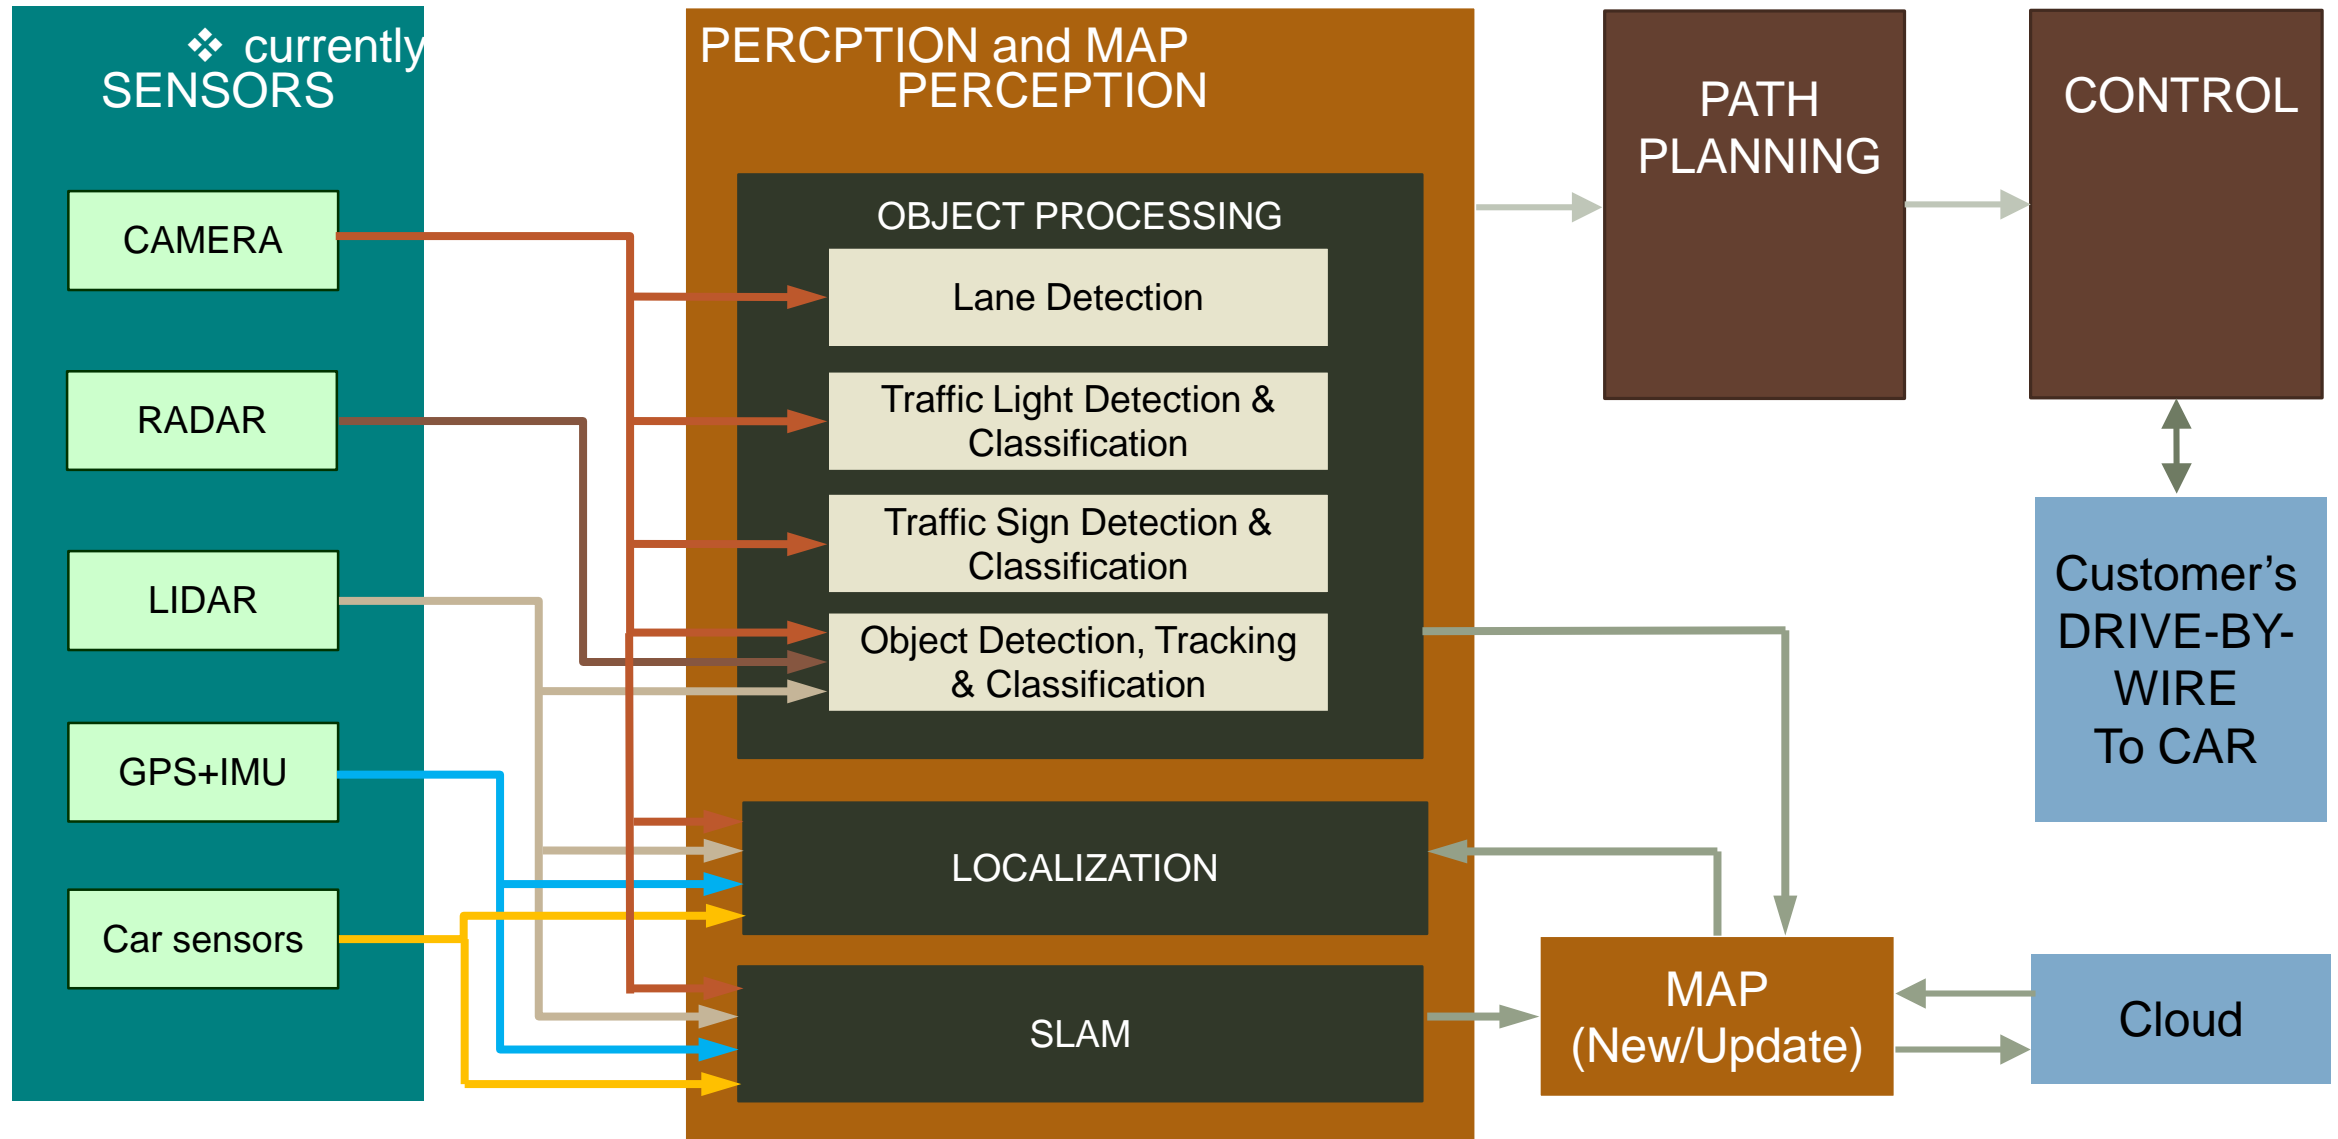 ❖ currently
SENSORS
CAMERA
RADAR
LIDAR
GPS+IMU
Car sensors
PERCPTION and MAP
PERCEPTION
OBJECT PROCESSING
Lane Detection
Traffic Light Detection &
Classification
Traffic Sign Detection &
Classification
Object Detection, Tracking
& Classification
LOCALIZATION
SLAM
PATH
PLANNING
CONTROL
Customer’s
DRIVE-BY-
WIRE
To CAR
MAP
(New/Update)
Cloud